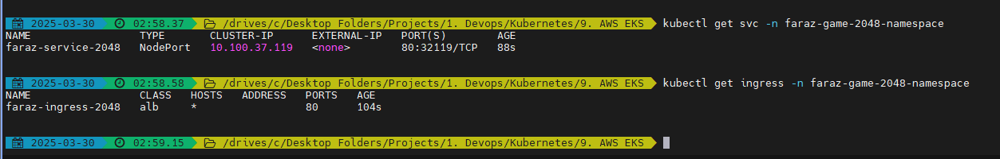 2025-03-30 02:58.37 /drives/c/Desktop Folders/Projects/1. Devops/Kubernetes/9. AWS EKS kubectl get svc -n faraz-game-2048-namespace
NAME TYPE CLUSTER-IP EXTERNAL-IP PORT(S) AGE
faraz-service-2048 NodePort 10.100.37.119 <none> 80:32119/TCP 88s
2025-03-30 02:58.58 /drives/c/Desktop Folders/Projects/1. Devops/Kubernetes/9. AWS EKS kubectl get ingress -n faraz-game-2048-namespace
NAME CLASS HOSTS ADDRESS PORTS AGE
faraz-ingress-2048 alb * 80 104s
2025-03-30 02:59.15 /drives/c/Desktop Folders/Projects/1. Devops/Kubernetes/9. AWS EKS